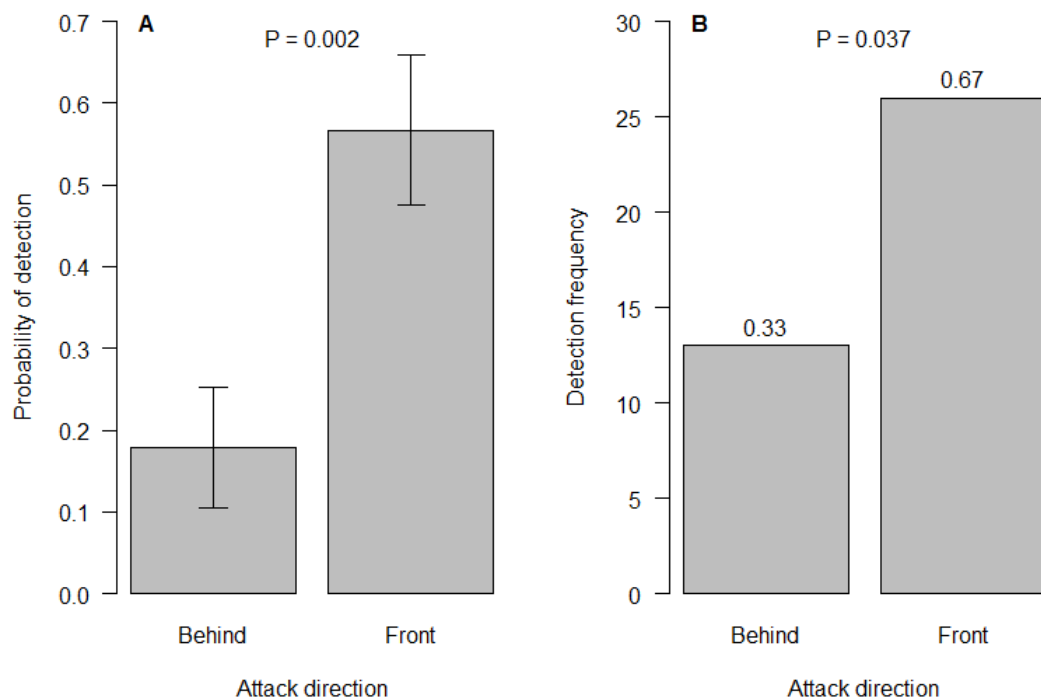 A
P = 0.002
Probability of detection
0.7
0.6
0.5
0.4
0.3
0.2
0.1
0.0
Behind
Front
Attack direction
B
P = 0.037
Detection frequency
30
25
20
15
10
5
0
0.33
0.67
Behind
Front
Attack direction